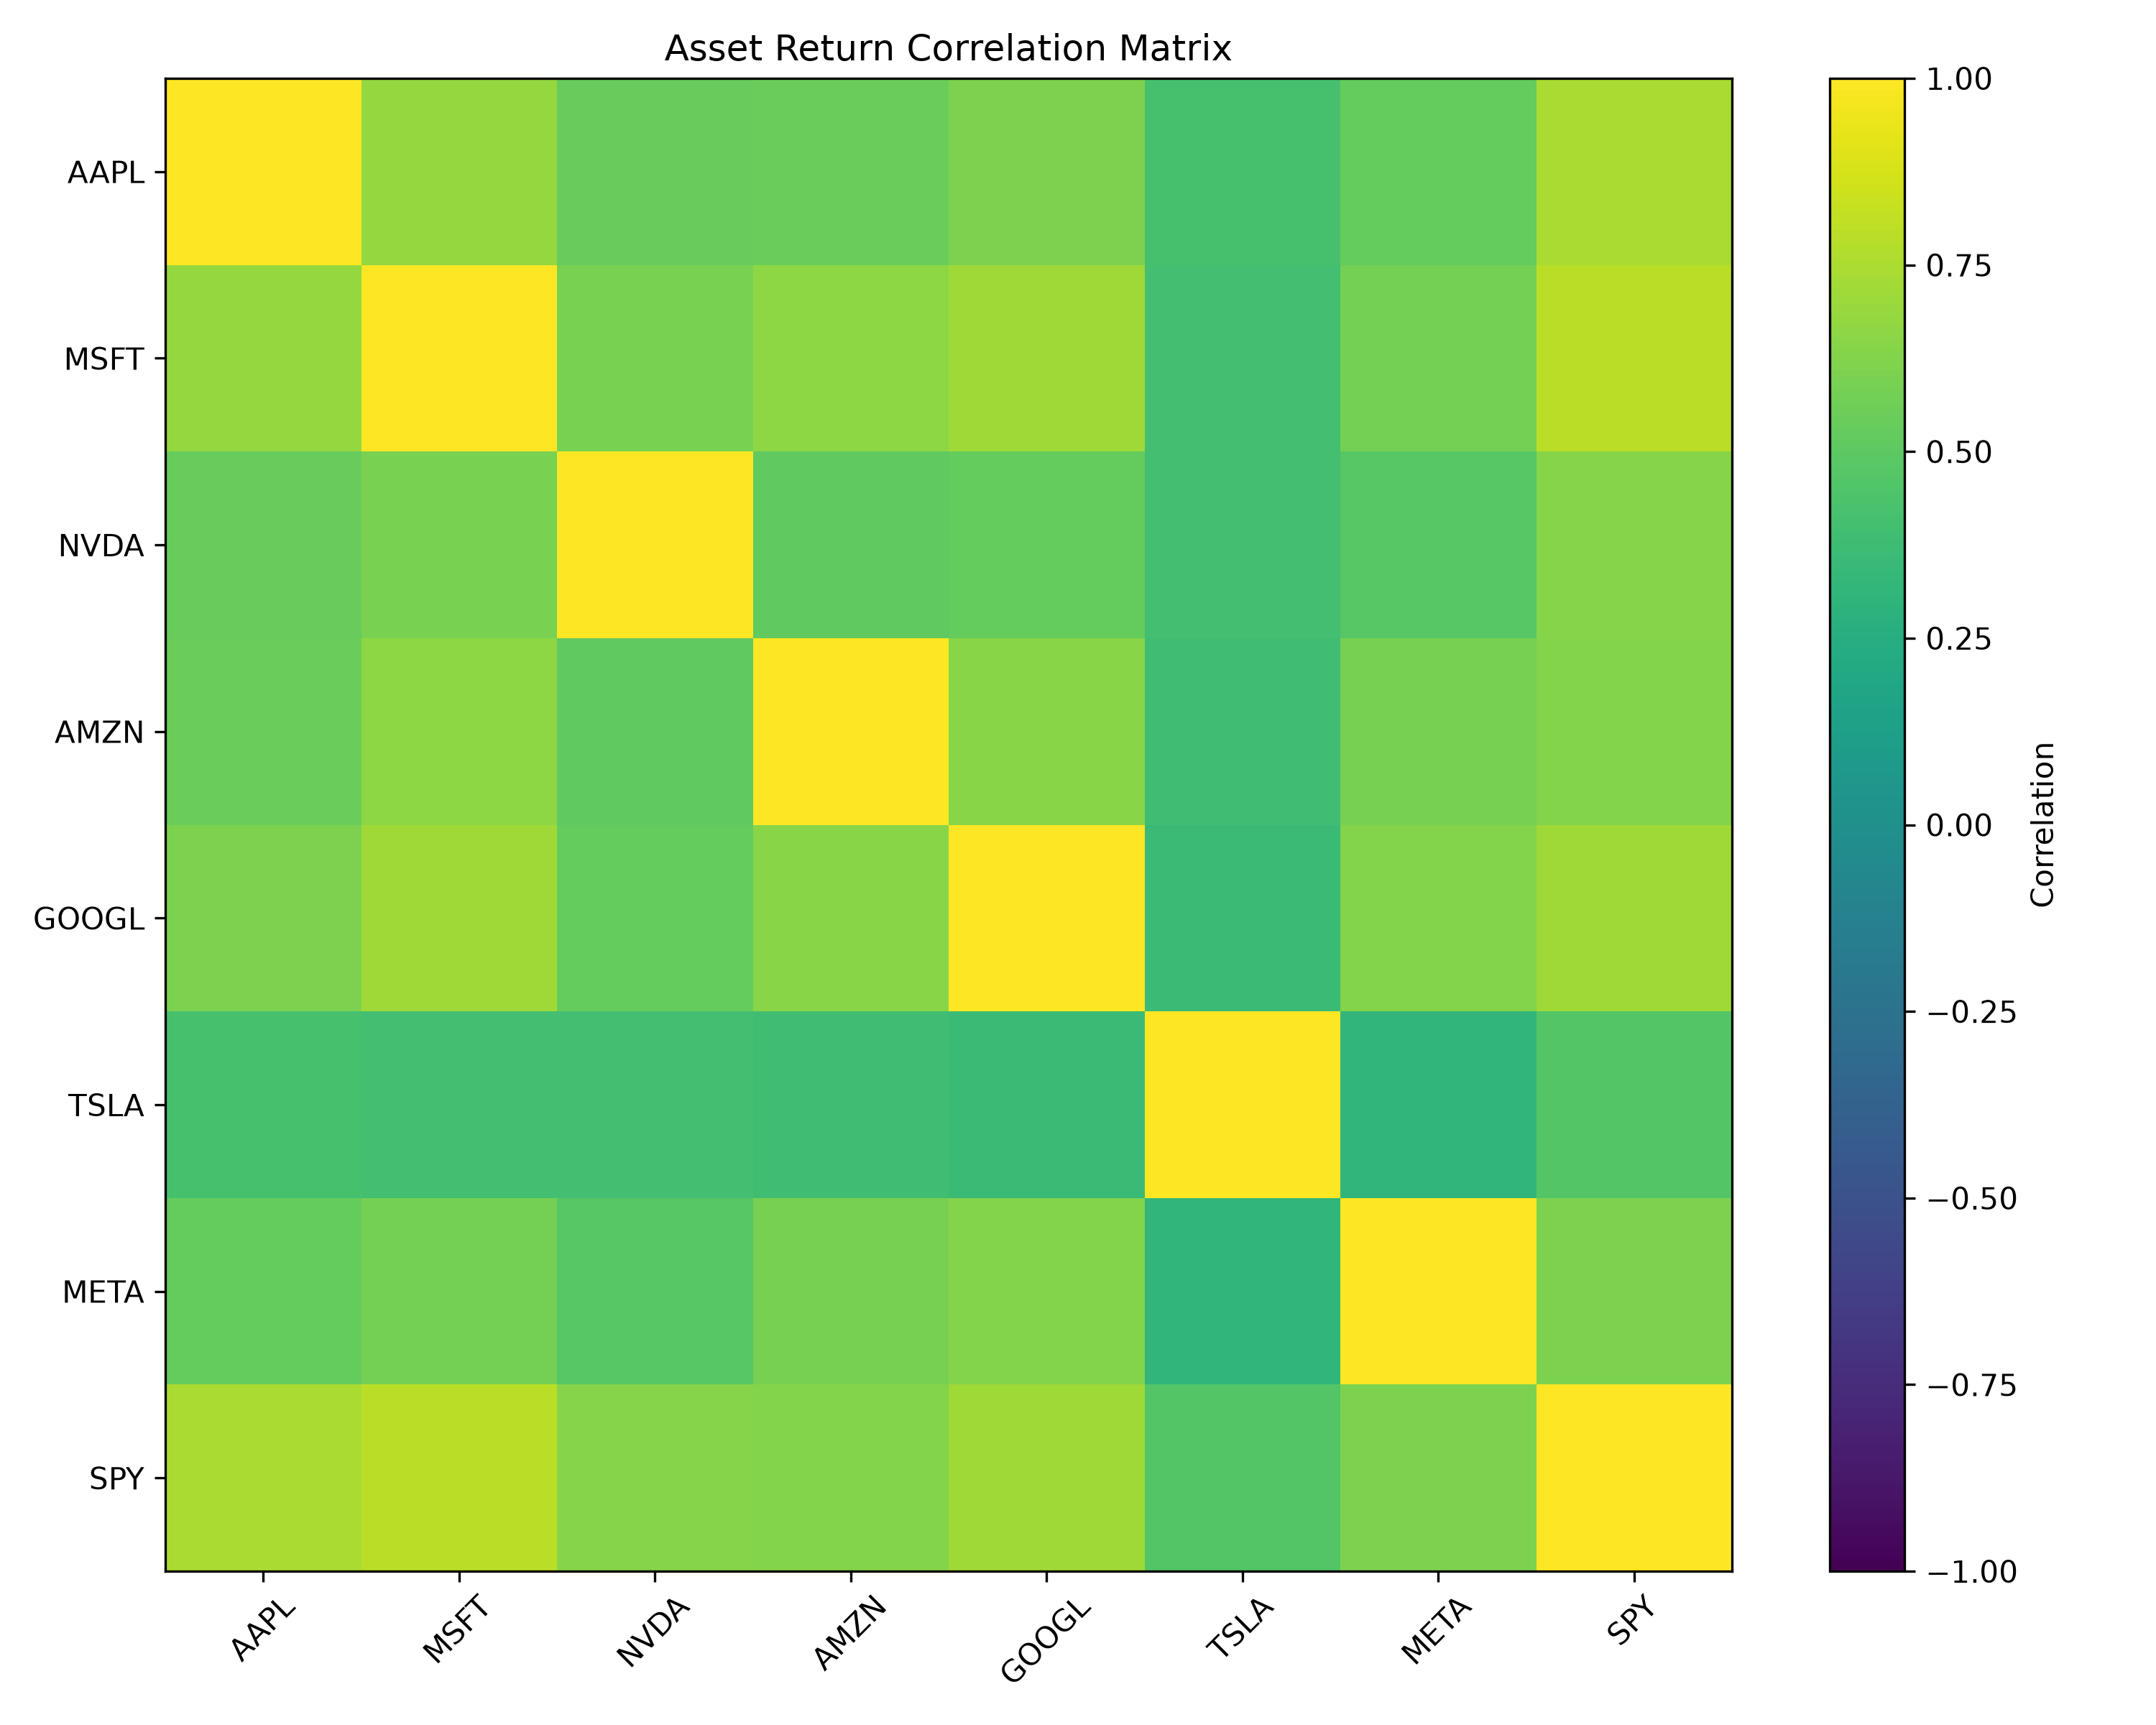 Asset Return Correlation Matrix
AAPL
MSFT
NVDA
AMZN
GOOGL
TSLA
META
SPY
AAPL
MSFT
NVDA
AMZN
GOOGL
TSLA
META
SPY
1.00
0.75
0.50
0.25
0.00
−0.25
−0.50
−0.75
−1.00
Correlation